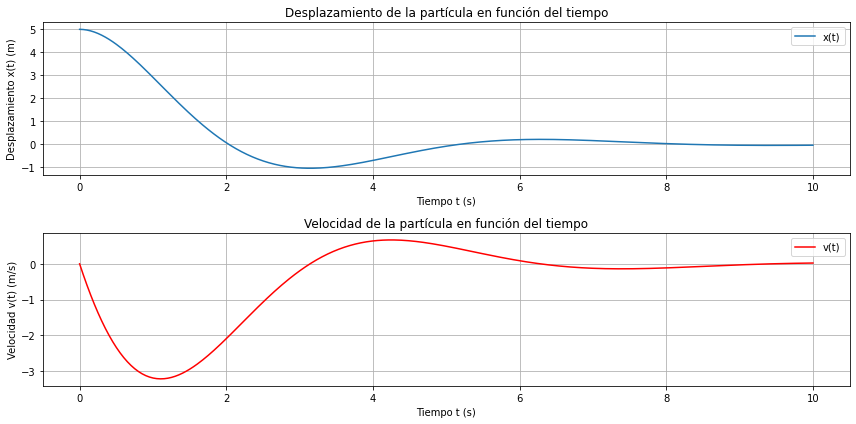 Desplazamiento de la partícula en función del tiempo
x(t)
Desplazamiento x(t) (m)
5
4
3
2
1
0
−1
0 2 4 6 8 10
Tiempo t (s)
Velocidad de la partícula en función del tiempo
v(t)
Velocidad v(t) (m/s)
0
−1
−2
−3
0 2 4 6 8 10
Tiempo t (s)